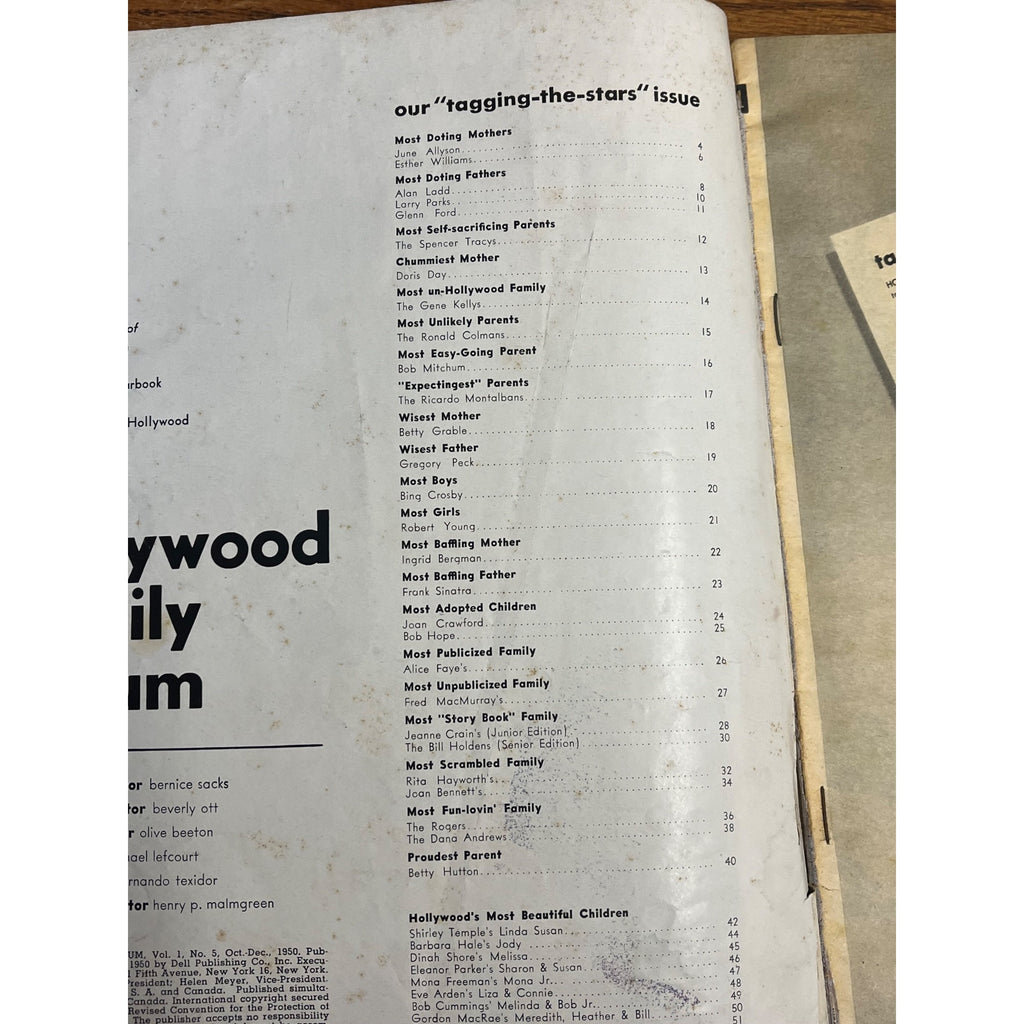 of
rbook
Hollywood
ywood
ily
um
or bernice sacks
tor beverly ott
r olive beeton
ael lefcourt
rnando texidor
tor henry p. malmgreen
UM, Vol. 1, No. 5, Oct.-Dec., 1950. Pub-
1950 by Dell Publishing Co., Inc. Execu-
1 Fifth Avenue, New York 16, New York.
resident; Helen Meyer, Vice-President.
S. A. and Canada. Published simulta-
Canada. International copyright secured
Revised Convention for the Protection of
The publisher accepts no responsibility
our "tagging-the-stars" issue
Most Doting Mothers
June Allyson 4
Esther Williams 6
Most Doting Fathers
Alan Ladd 8
Larry Parks 10
Glenn Ford 11
Most Self-sacrificing Parents
The Spencer Tracys 12
Chummiest Mother
Doris Day 13
Most un-Hollywood Family
The Gene Kellys 14
Most Unlikely Parents
The Ronald Colmans 15
Most Easy-Going Parent
Bob Mitchum 16
"Expectingest" Parents
The Ricardo Montalbans 17
Wisest Mother
Betty Grable 18
Wisest Father
Gregory Peck 19
Most Boys
Bing Crosby 20
Most Girls
Robert Young 21
Most Baffling Mother
Ingrid Bergman 22
Most Baffling Father
Frank Sinatra 23
Most Adopted Children
Joan Crawford 24
Bob Hope 25
Most Publicized Family
Alice Faye's 26
Most Unpublicized Family
Fred MacMurray's 27
Most "Story Book" Family
Jeanne Crain's (Junior Edition) 28
The Bill Holdens (Senior Edition) 30
Most Scrambled Family
Rita Hayworth's 32
Joan Bennett's 34
Most Fun-lovin' Family
The Rogers 36
The Dana Andrews 38
Proudest Parent
Betty Hutton 40
Hollywood's Most Beautiful Children
Shirley Temple's Linda Susan 42
Barbara Hale's Jody 44
Dinah Shore's Melissa 45
Eleanor Parker's Sharon & Susan 46
Mona Freeman's Mona Jr. 47
Eve Arden's Liza & Connie 48
Bob Cummings' Melinda & Bob Jr. 49
Gordon MacRae's Meredith, Heather & Bill 50
51
ta
HO